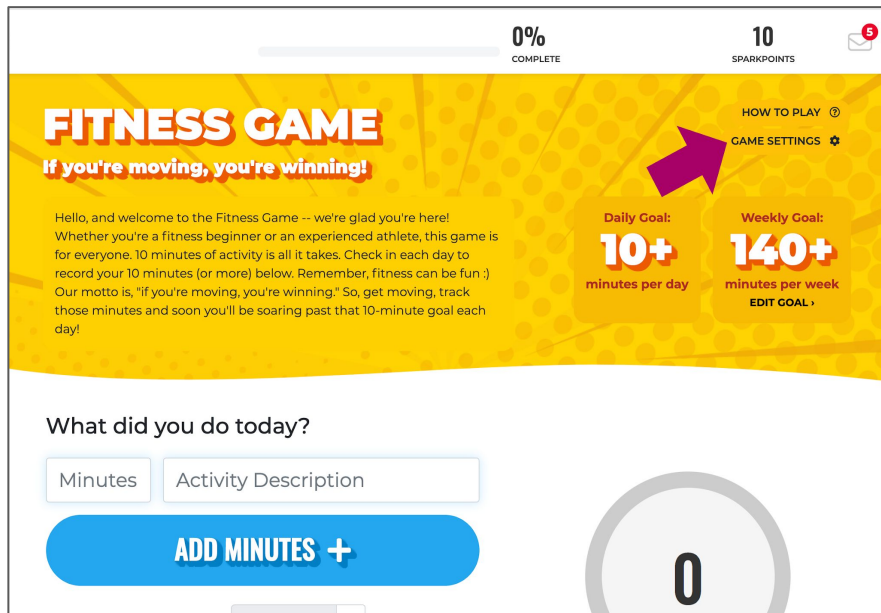 0%
COMPLETE
10
SPARKPOINTS
5
FITNESS GAME
If you're moving, you're winning!
HOW TO PLAY
GAME SETTINGS
Hello, and welcome to the Fitness Game -- we're glad you're here!
Whether you're a fitness beginner or an experienced athlete, this game is
for everyone. 10 minutes of activity is all it takes. Check in each day to
record your 10 minutes (or more) below. Remember, fitness can be fun :)
Our motto is, "if you're moving, you're winning." So, get moving, track
those minutes and soon you'll be soaring past that 10-minute goal each
day!
Daily Goal:
10+
minutes per day
Weekly Goal:
140+
minutes per week
EDIT GOAL ›
What did you do today?
Minutes
Activity Description
ADD MINUTES +
0